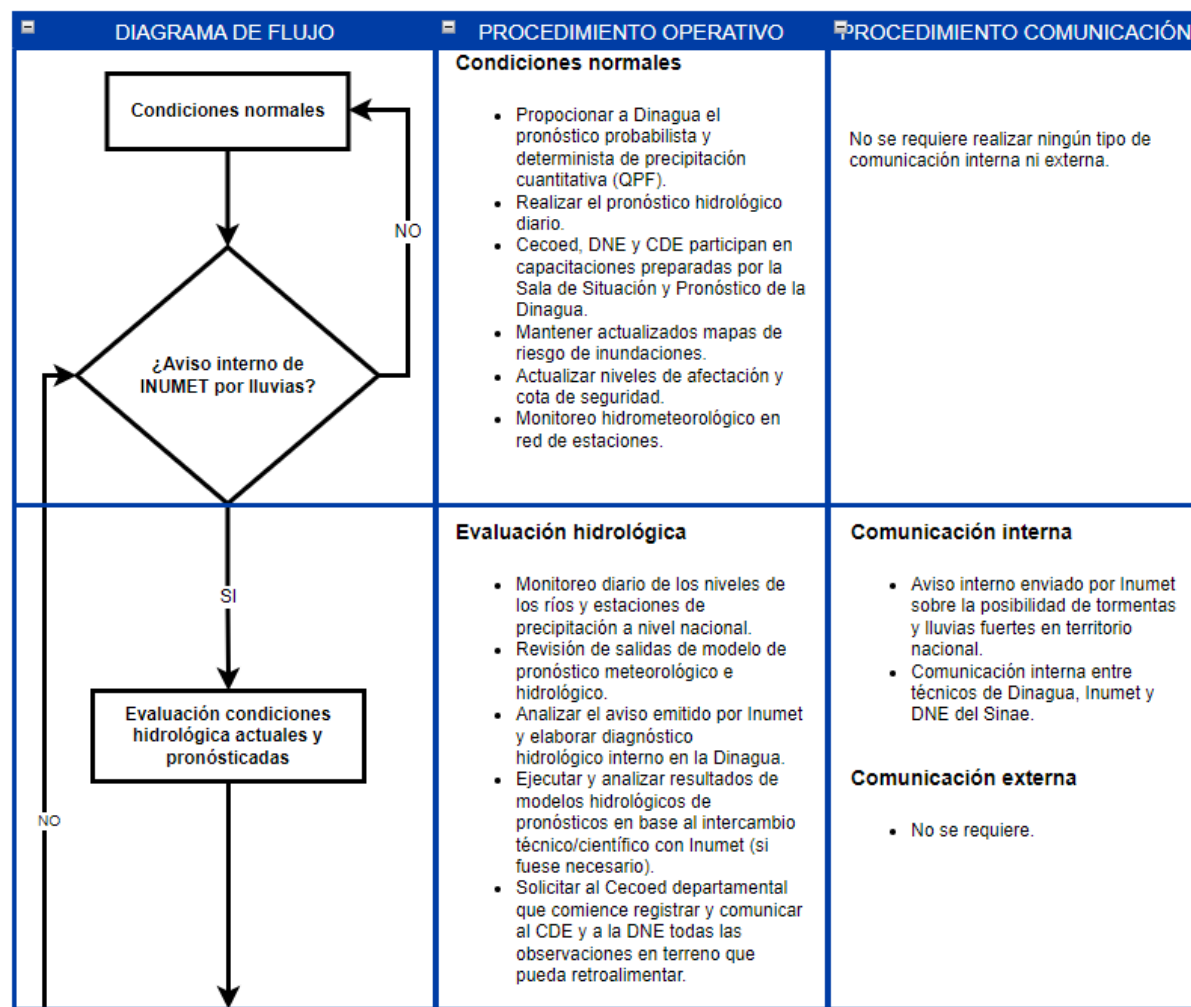 DIAGRAMA DE FLUJO
PROCEDIMIENTO OPERATIVO
PROCEDIMIENTO COMUNICACIÓN
Condiciones normales
NO
¿Aviso interno de
INUMET por lluvias?
Condiciones normales
Propocionar a Dinagua el
pronóstico probabilista y
determinista de precipitación
cuantitativa (QPF).
Realizar el pronóstico hidrológico
diario.
Cecoed, DNE y CDE participan en
capacitaciones preparadas por la
Sala de Situación y Pronóstico de la
Dinagua.
Mantener actualizados mapas de
riesgo de inundaciones.
Actualizar niveles de afectación y
cota de seguridad.
Monitoreo hidrometeorológico en
red de estaciones.
No se requiere realizar ningún tipo de
comunicación interna ni externa.
SI
Evaluación condiciones
hidrológica actuales y
pronósticadas
NO
Evaluación hidrológica
Monitoreo diario de los niveles de
los ríos y estaciones de
precipitación a nivel nacional.
Revisión de salidas de modelo de
pronóstico meteorológico e
hidrológico.
Analizar el aviso emitido por Inumet
y elaborar diagnóstico
hidrológico interno en la Dinagua.
Ejecutar y analizar resultados de
modelos hidrológicos de
pronósticos en base al intercambio
técnico/científico con Inumet (si
fuese necesario).
Solicitar al Cecoed departamental
que comience registrar y comunicar
al CDE y a la DNE todas las
observaciones en terreno que
pueda retroalimentar.
Comunicación interna
Aviso interno enviado por Inumet
sobre la posibilidad de tormentas
y lluvias fuertes en territorio
nacional.
Comunicación interna entre
técnicos de Dinagua, Inumet y
DNE del Sinae.
Comunicación externa
No se requiere.